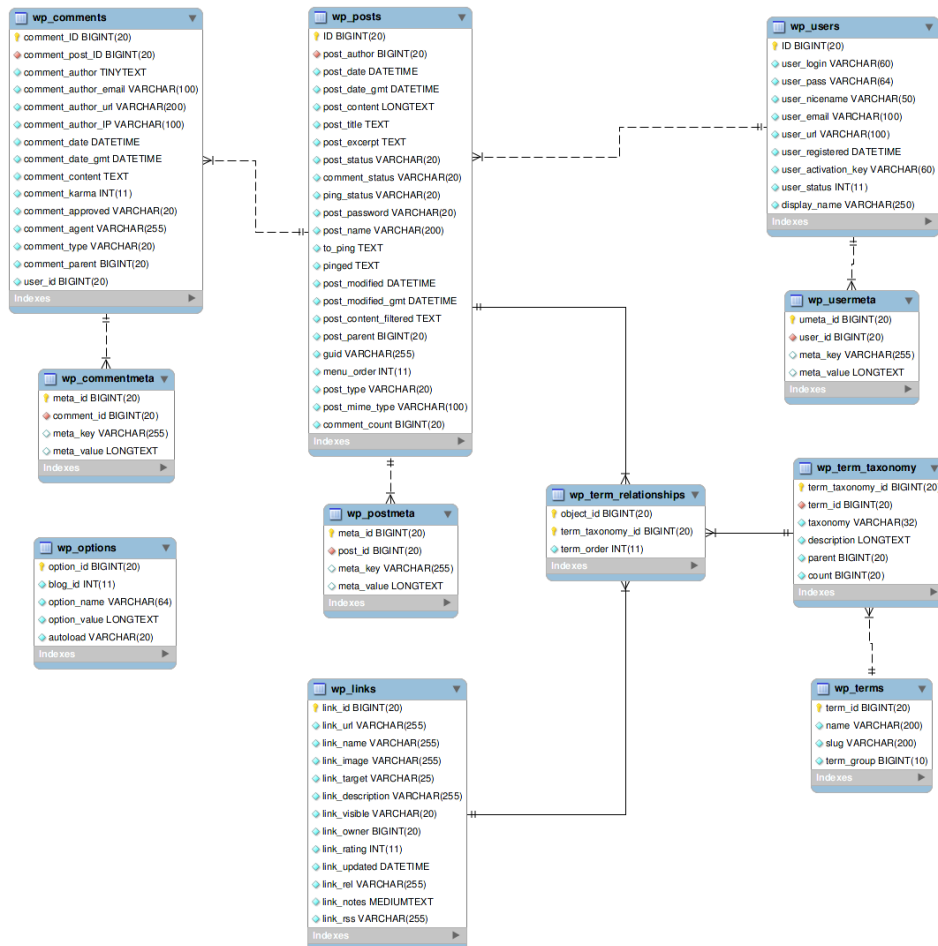 wp_comments
comment_ID BIGINT(20)
comment_post_ID BIGINT(20)
comment_author TINYTEXT
comment_author_email VARCHAR(100)
comment_author_url VARCHAR(200)
comment_author_IP VARCHAR(100)
comment_date DATETIME
comment_date_gmt DATETIME
comment_content TEXT
comment_karma INT(11)
comment_approved VARCHAR(20)
comment_agent VARCHAR(255)
comment_type VARCHAR(20)
comment_parent BIGINT(20)
user_id BIGINT(20)
Indexes
wp_posts
ID BIGINT(20)
post_author BIGINT(20)
post_date DATETIME
post_date_gmt DATETIME
post_content LONGTEXT
post_title TEXT
post_excerpt TEXT
post_status VARCHAR(20)
comment_status VARCHAR(20)
ping_status VARCHAR(20)
post_password VARCHAR(20)
post_name VARCHAR(200)
to_ping TEXT
pinged TEXT
post_modified DATETIME
post_modified_gmt DATETIME
post_content_filtered TEXT
post_parent BIGINT(20)
guid VARCHAR(255)
menu_order INT(11)
post_type VARCHAR(20)
post_mime_type VARCHAR(100)
comment_count BIGINT(20)
Indexes
wp_users
ID BIGINT(20)
user_login VARCHAR(60)
user_pass VARCHAR(64)
user_nicename VARCHAR(50)
user_email VARCHAR(100)
user_url VARCHAR(100)
user_registered DATETIME
user_activation_key VARCHAR(60)
user_status INT(11)
display_name VARCHAR(250)
Indexes
wp_usermeta
umeta_id BIGINT(20)
user_id BIGINT(20)
meta_key VARCHAR(255)
meta_value LONGTEXT
Indexes
wp_commentmeta
meta_id BIGINT(20)
comment_id BIGINT(20)
meta_key VARCHAR(255)
meta_value LONGTEXT
Indexes
wp_postmeta
meta_id BIGINT(20)
post_id BIGINT(20)
meta_key VARCHAR(255)
meta_value LONGTEXT
Indexes
wp_term_relationships
object_id BIGINT(20)
term_taxonomy_id BIGINT(20)
term_order INT(11)
Indexes
wp_term_taxonomy
term_taxonomy_id BIGINT(20
term_id BIGINT(20)
taxonomy VARCHAR(32)
description LONGTEXT
parent BIGINT(20)
count BIGINT(20)
Indexes
wp_options
option_id BIGINT(20)
blog_id INT(11)
option_name VARCHAR(64)
option_value LONGTEXT
autoload VARCHAR(20)
Indexes
wp_links
link_id BIGINT(20)
link_url VARCHAR(255)
link_name VARCHAR(255)
link_image VARCHAR(255)
link_target VARCHAR(25)
link_description VARCHAR(255)
link_visible VARCHAR(20)
link_owner BIGINT(20)
link_rating INT(11)
link_updated DATETIME
link_rel VARCHAR(255)
link_notes MEDIUMTEXT
link_rss VARCHAR(255)
Indexes
wp_terms
term_id BIGINT(20)
name VARCHAR(200)
slug VARCHAR(200)
term_group BIGINT(10)
Indexes